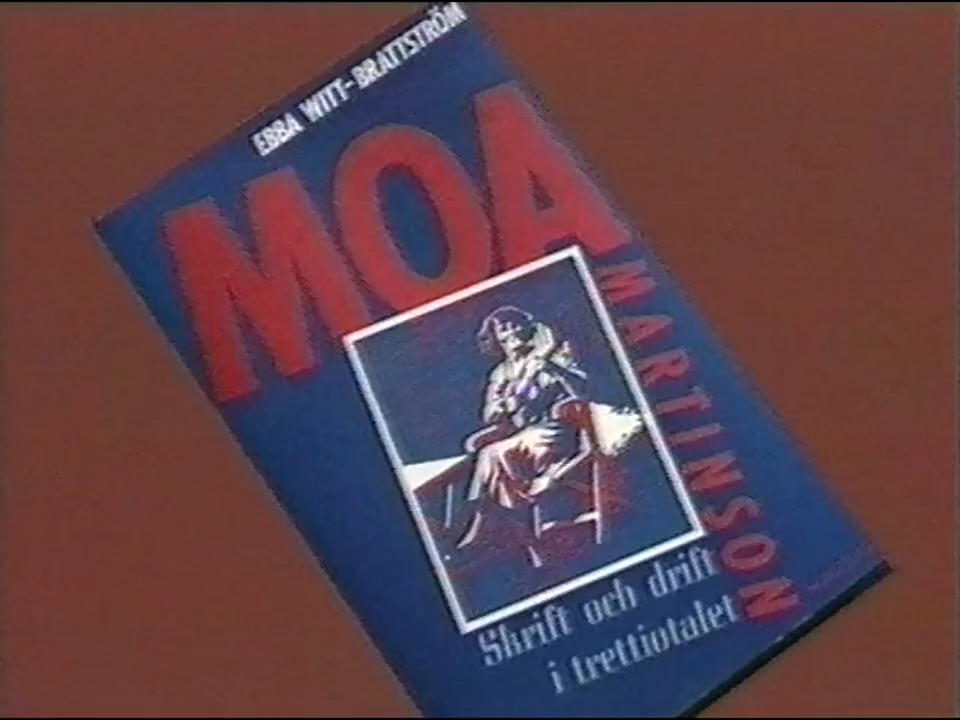 EBBA WITT-BRATTSTRÖM
MOA
MARTINSON
Skrift och drift
i trettiotalet